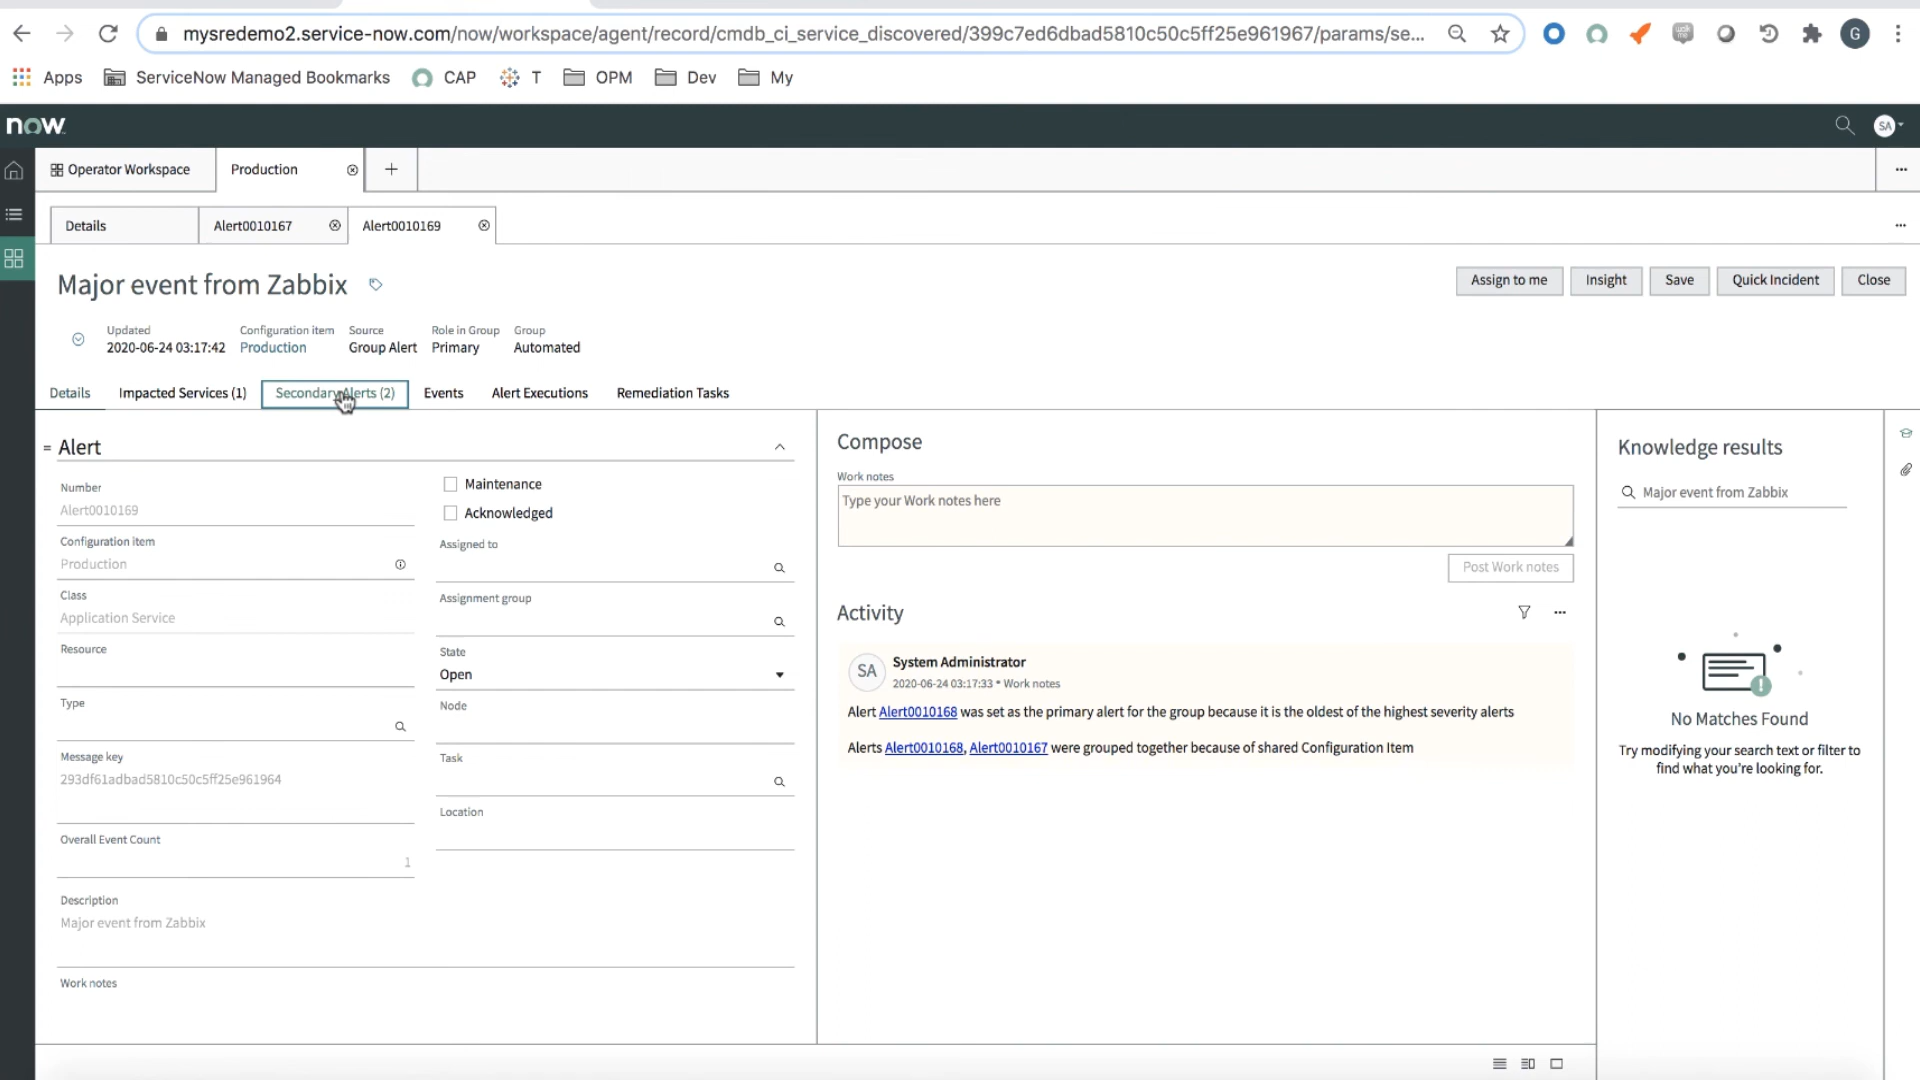 mysredemo2.service-now.com/now/workspace/agent/record/cmdb_ci_service_discovered/399c7ed6dbad5810c50c5ff25e961967/params/se...
G
Apps
ServiceNow Managed Bookmarks
CAP
T
OPM
Dev
My
now
SA
Operator Workspace
Production
Details
Alert0010167
Alert0010169
Major event from Zabbix
Assign to me
Insight
Save
Quick Incident
Close
Updated
2020-06-24 03:17:42
Configuration item
Production
Source
Group Alert
Role in Group
Primary
Group
Automated
Details
Impacted Services (1)
Secondary Alerts (2)
Events
Alert Executions
Remediation Tasks
Alert
Number
Alert0010169
Configuration item
Production
Class
Application Service
Resource
Type
Message key
293df61adbad5810c50c5ff25e961964
Overall Event Count
1
Description
Major event from Zabbix
Work notes
Maintenance
Acknowledged
Assigned to
Assignment group
State
Open
Node
Task
Location
Compose
Work notes
Type your Work notes here
Post Work notes
Activity
SA
System Administrator
2020-06-24 03:17:33 • Work notes
Alert Alert0010168 was set as the primary alert for the group because it is the oldest of the highest severity alerts
Alerts Alert0010168, Alert0010167 were grouped together because of shared Configuration Item
Knowledge results
Major event from Zabbix
No Matches Found
Try modifying your search text or filter to
find what you're looking for.